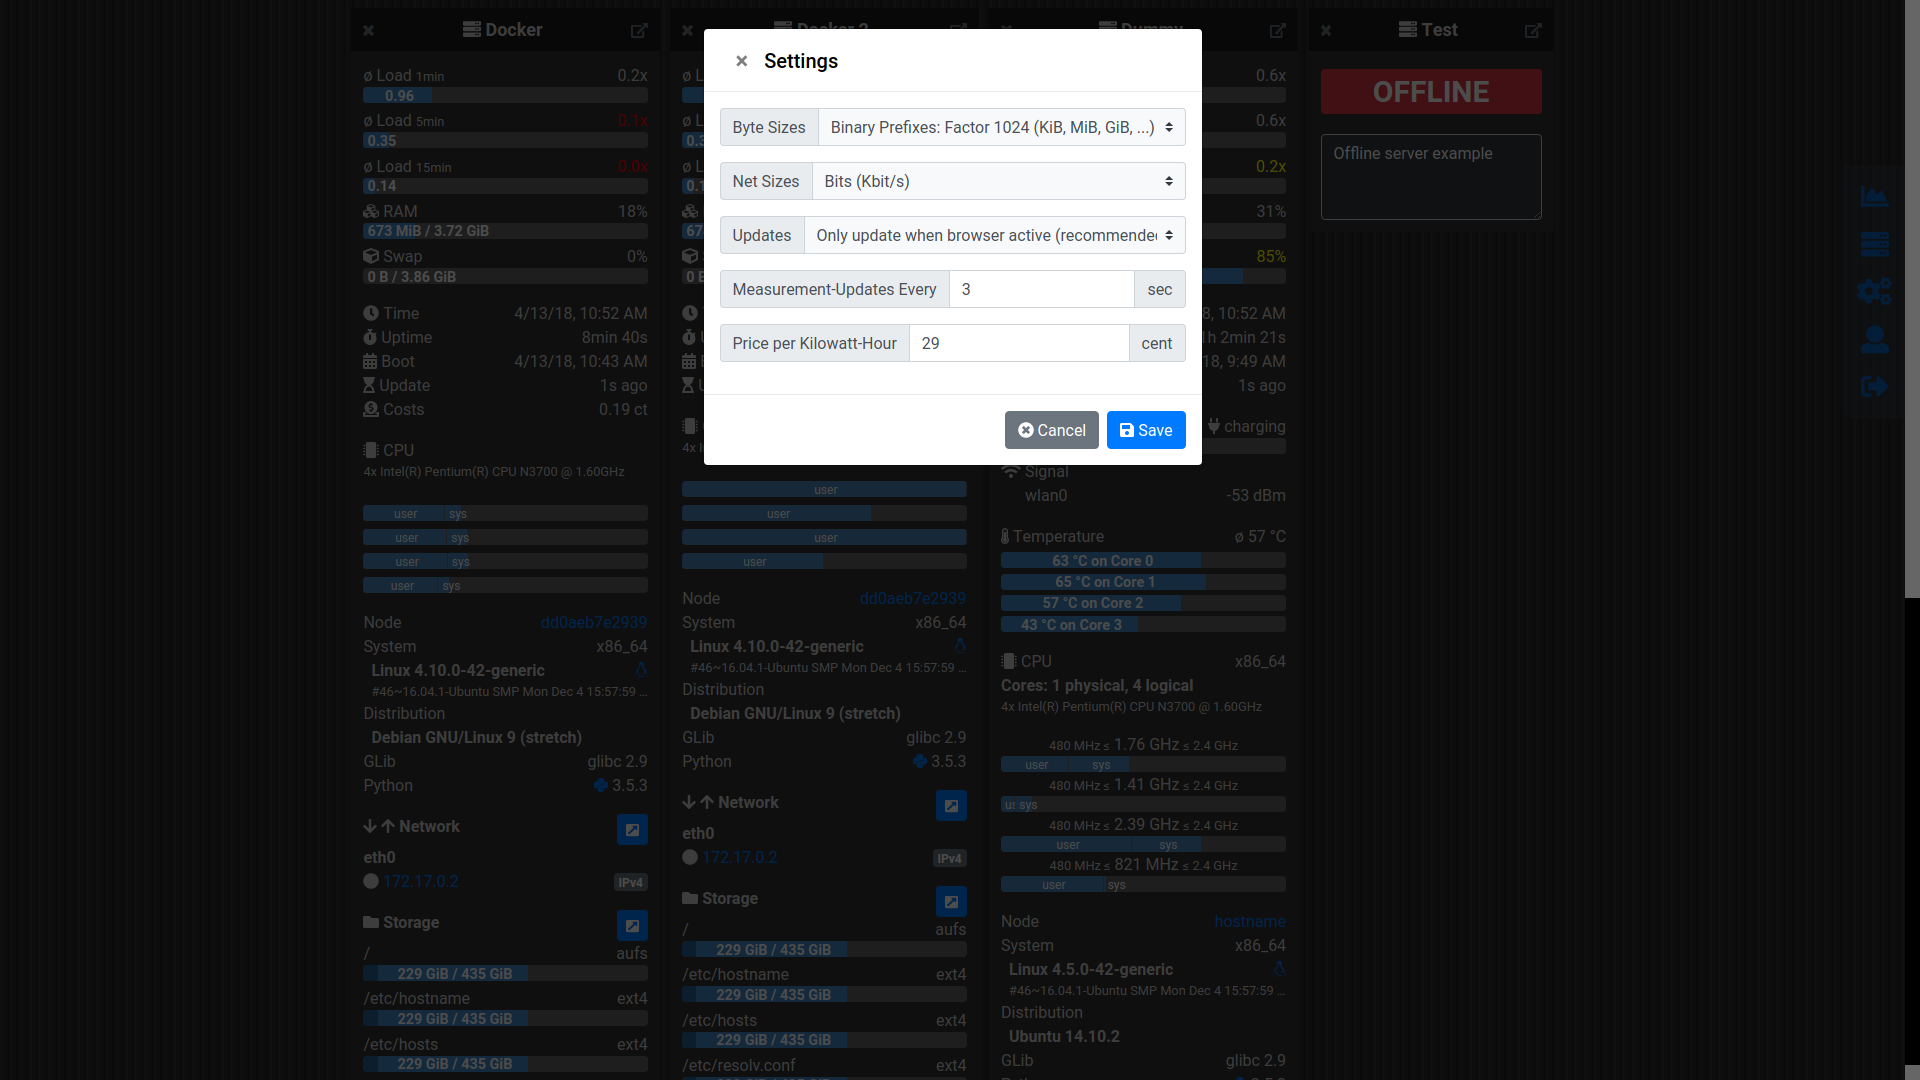 Docker
ø Load 1min 0.2x
0.96
ø Load 5min 0.1x
0.35
ø Load 15min 0.0x
0.14
RAM 18%
673 MiB / 3.72 GiB
Swap 0%
0 B / 3.86 GiB
Time 4/13/18, 10:52 AM
Uptime 8min 40s
Boot 4/13/18, 10:43 AM
Update 1s ago
Costs 0.19 ct
CPU
4x Intel(R) Pentium(R) CPU N3700 @ 1.60GHz
user sys
user sys
user sys
user sys
Node dd0aeb7e2939
System x86_64
Linux 4.10.0-42-generic
#46~16.04.1-Ubuntu SMP Mon Dec 4 15:57:59 ...
Distribution
Debian GNU/Linux 9 (stretch)
GLib glibc 2.9
Python 3.5.3
Network
eth0
172.17.0.2 IPv4
Storage
/ aufs
229 GiB / 435 GiB
/etc/hostname ext4
229 GiB / 435 GiB
/etc/hosts ext4
229 GiB / 435 GiB
Settings
Byte Sizes Binary Prefixes: Factor 1024 (KiB, MiB, GiB, ...)
Net Sizes Bits (Kbit/s)
Updates Only update when browser active (recommende
Measurement-Updates Every 3 sec
Price per Kilowatt-Hour 29 cent
Cancel Save
user
user
user
user
Node dd0aeb7e2939
System x86_64
Linux 4.10.0-42-generic
#46~16.04.1-Ubuntu SMP Mon Dec 4 15:57:59 ...
Distribution
Debian GNU/Linux 9 (stretch)
GLib glibc 2.9
Python 3.5.3
Network
eth0
172.17.0.2 IPv4
Storage
/ aufs
229 GiB / 435 GiB
/etc/hostname ext4
229 GiB / 435 GiB
/etc/hosts ext4
229 GiB / 435 GiB
/etc/resolv.conf ext4
0.6x
0.6x
0.2x
31%
85%
8, 10:52 AM
1h 2min 21s
18, 9:49 AM
1s ago
charging
Signal
wlan0 -53 dBm
Temperature ø 57 °C
63 °C on Core 0
65 °C on Core 1
57 °C on Core 2
43 °C on Core 3
CPU x86_64
Cores: 1 physical, 4 logical
4x Intel(R) Pentium(R) CPU N3700 @ 1.60GHz
480 MHz ≤ 1.76 GHz ≤ 2.4 GHz
user sys
480 MHz ≤ 1.41 GHz ≤ 2.4 GHz
sys
480 MHz ≤ 2.39 GHz ≤ 2.4 GHz
user sys
480 MHz ≤ 821 MHz ≤ 2.4 GHz
user sys
Node hostname
System x86_64
Linux 4.5.0-42-generic
#46~16.04.1-Ubuntu SMP Mon Dec 4 15:57:59 ...
Distribution
Ubuntu 14.10.2
GLib glibc 2.9
Test
OFFLINE
Offline server example